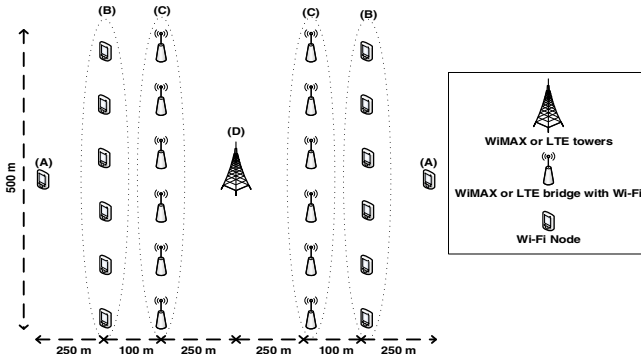 (B) (C) (C) (B)
(D)
(A) (A)
500 m
250 m 100 m 250 m 250 m 100 m 250 m
WiMAX or LTE towers
WiMAX or LTE bridge with Wi-Fi
Wi-Fi Node